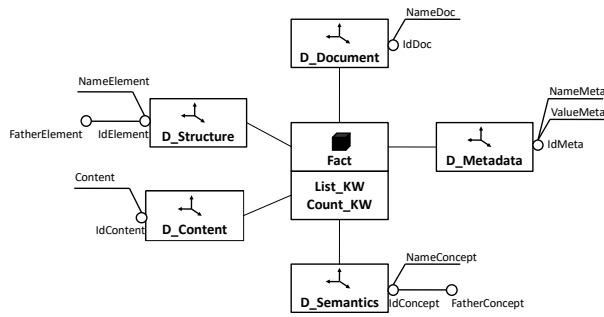 NameDoc
IdDoc
D_Document
NameElement
FatherElement
IdElement
D_Structure
NameMeta
ValueMeta
IdMeta
D_Metadata
Fact
List_KW
Count_KW
Content
IdContent
D_Content
NameConcept
D_Semantics
IdConcept
FatherConcept